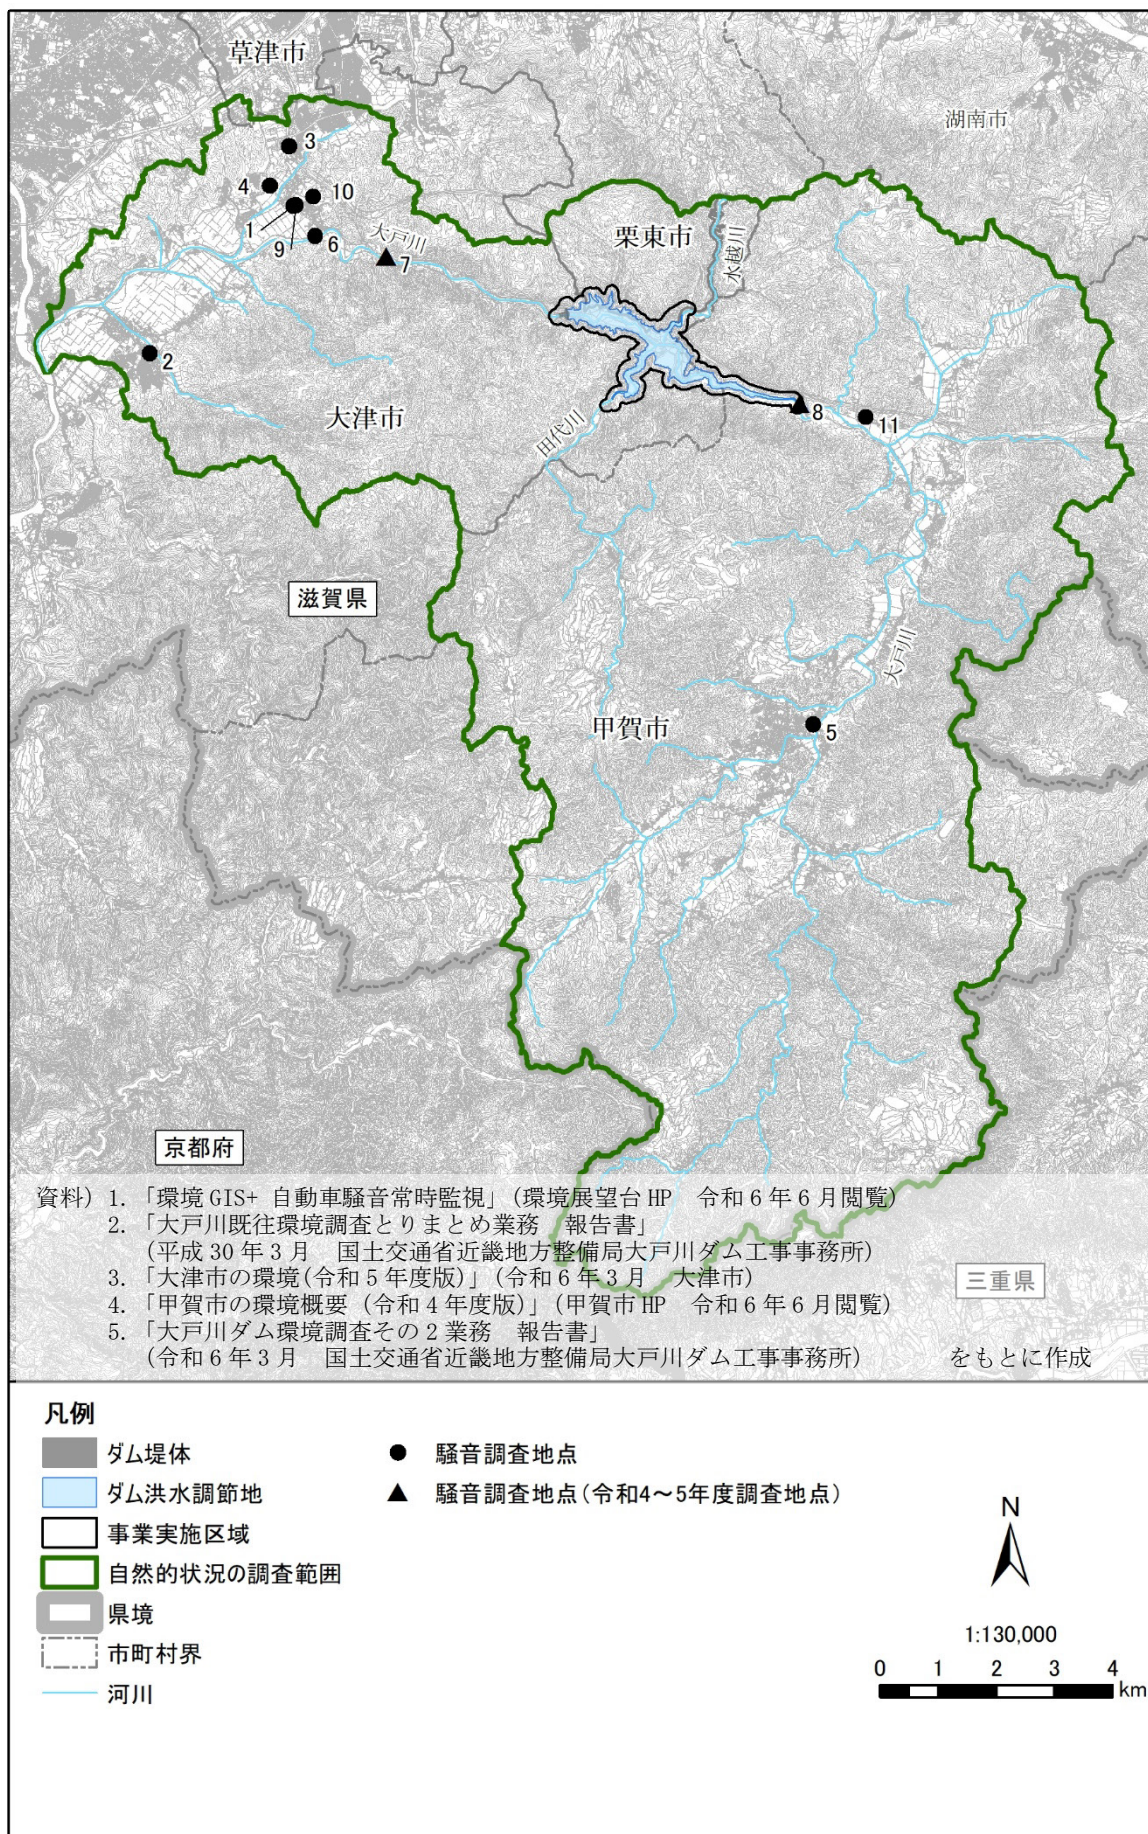 草津市
湖南市
3
4
10
1
9
6
大戸川
7
栗東市
水越川
2
大津市
田代川
8
11
滋賀県
大戸川
甲賀市
5
京都府
三重県
資料) 1. 「環境GIS+ 自動車騒音常時監視」(環境展望台HP 令和6年6月閲覧)
2. 「大戸川既往環境調査とりまとめ業務 報告書」
(平成30年3月 国土交通省近畿地方整備局大戸川ダム工事事務所)
3. 「大津市の環境(令和5年度版)」(令和6年3月 大津市)
4. 「甲賀市の環境概要 (令和4年度版)」(甲賀市HP 令和6年6月閲覧)
5. 「大戸川ダム環境調査その2業務 報告書」
(令和6年3月 国土交通省近畿地方整備局大戸川ダム工事事務所) をもとに作成
凡例
ダム堤体
ダム洪水調節地
事業実施区域
自然的状況の調査範囲
県境
市町村界
河川
騒音調査地点
騒音調査地点(令和4~5年度調査地点)
N
1:130,000
0 1 2 3 4
km